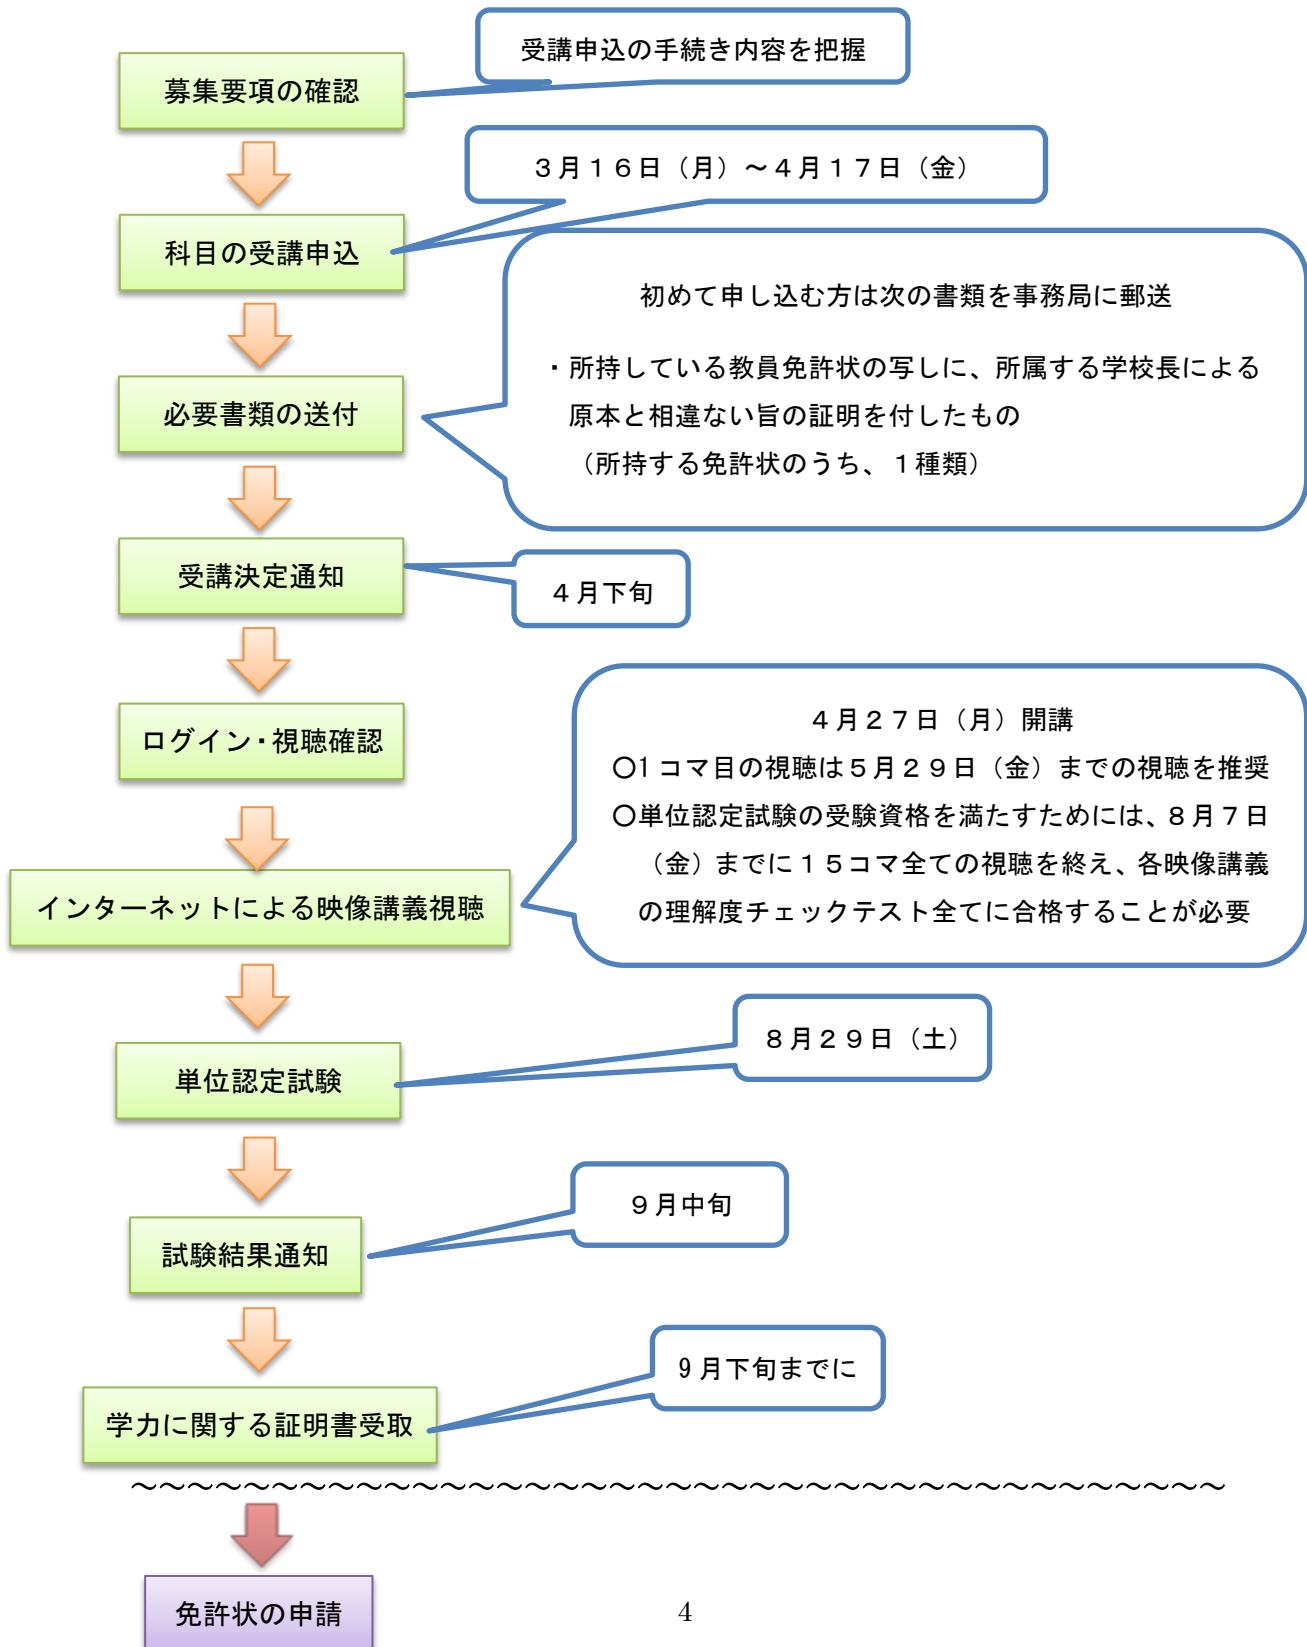 受講申込の手続き内容を把握
募集要項の確認
３月１６日（月）～４月１７日（金）
科目の受講申込
初めて申し込む方は次の書類を事務局に郵送
・所持している教員免許状の写しに、所属する学校長による
原本と相違ない旨の証明を付したもの
（所持する免許状のうち、１種類）
必要書類の送付
受講決定通知
４月下旬
ログイン・視聴確認
４月２７日（月）開講
○1コマ目の視聴は５月２９日（金）までの視聴を推奨
○単位認定試験の受験資格を満たすためには、８月７日
（金）までに１５コマ全ての視聴を終え、各映像講義
の理解度チェックテスト全てに合格することが必要
インターネットによる映像講義視聴
８月２９日（土）
単位認定試験
９月中旬
試験結果通知
9月下旬までに
学力に関する証明書受取
～～～～～～～～～～～～～～～～～～～～～～～～～～～～～～～～～～～～～～～
免許状の申請
4